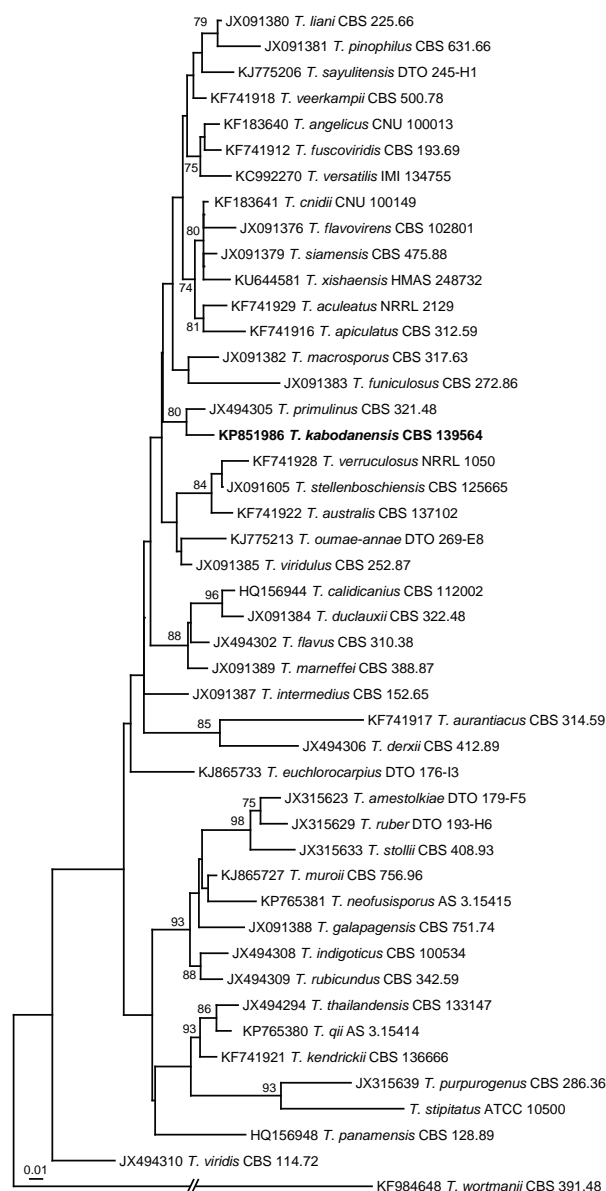 79
JX091380 T. liani CBS 225.66
JX091381 T. pinophilus CBS 631.66
KJ775206 T. sayulitensis DTO 245-H1
KF741918 T. veerkampii CBS 500.78
KF183640 T. angelicus CNU 100013
KF741912 T. fuscoviridis CBS 193.69
75
KC992270 T. versatilis IMI 134755
KF183641 T. cnidii CNU 100149
JX091376 T. flavovirens CBS 102801
80
JX091379 T. siamensis CBS 475.88
KU644581 T. xishaensis HMAS 248732
74
KF741929 T. aculeatus NRRL 2129
KF741916 T. apiculatus CBS 312.59
81
JX091382 T. macrosporus CBS 317.63
JX091383 T. funiculosus CBS 272.86
JX494305 T. primulinus CBS 321.48
80
KP851986 T. kabodanensis CBS 139564
KF741928 T. verruculosus NRRL 1050
JX091605 T. stellenboschiensis CBS 125665
84
KF741922 T. australis CBS 137102
KJ775213 T. oumae-annae DTO 269-E8
JX091385 T. viridulus CBS 252.87
HQ156944 T. calidicanius CBS 112002
96
JX091384 T. duclauxii CBS 322.48
JX494302 T. flavus CBS 310.38
88
JX091389 T. marneffei CBS 388.87
JX091387 T. intermedius CBS 152.65
KF741917 T. aurantiacus CBS 314.59
85
JX494306 T. derxii CBS 412.89
KJ865733 T. euchlorocarpius DTO 176-I3
JX315623 T. amestolkiae DTO 179-F5
75
JX315629 T. ruber DTO 193-H6
98
JX315633 T. stollii CBS 408.93
KJ865727 T. muroii CBS 756.96
KP765381 T. neofusisporus AS 3.15415
93
JX091388 T. galapagensis CBS 751.74
JX494308 T. indigoticus CBS 100534
88
JX494309 T. rubicundus CBS 342.59
JX494294 T. thailandensis CBS 133147
86
KP765380 T. qii AS 3.15414
93
KF741921 T. kendrickii CBS 136666
JX315639 T. purpurogenus CBS 286.36
93
T. stipitatus ATCC 10500
HQ156948 T. panamensis CBS 128.89
JX494310 T. viridis CBS 114.72
0.01
KF984648 T. wortmanii CBS 391.48